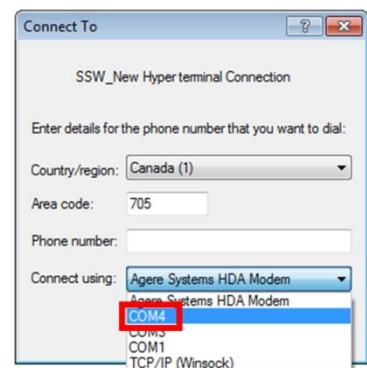 Connect To
SSW_New Hyper terminal Connection
Enter details for the phone number that you want to dial:
Country/region: Canada (1)
Area code: 705
Phone number:
Connect using: Agere Systems HDA Modem
Agere Systems HDA Modem
COM4
COM3
COM1
TCP/IP (Winsock)